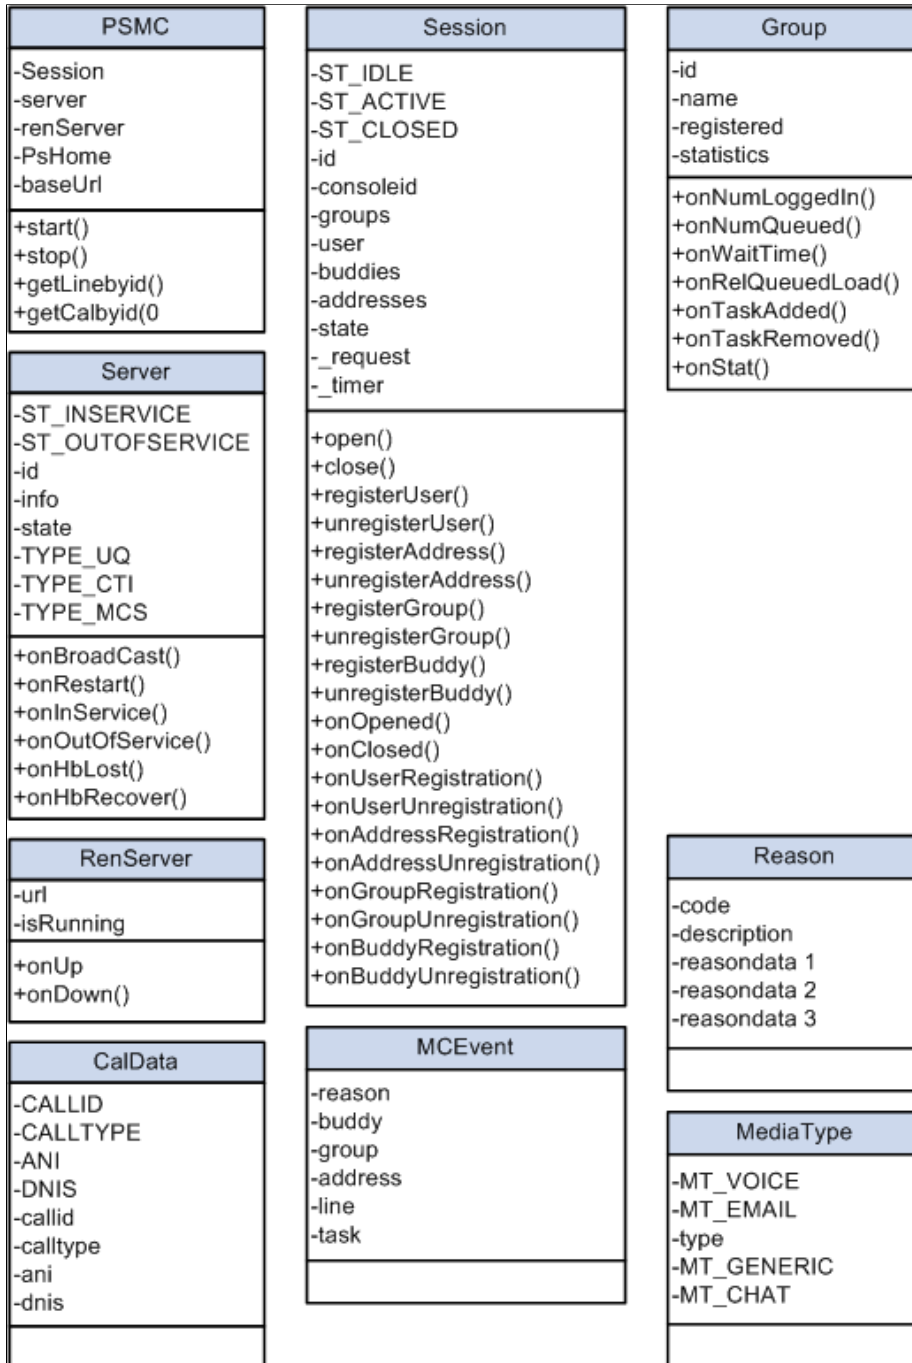 PSMC
-Session
-server
-renServer
-PsHome
-baseUrl
+start()
+stop()
+getLinebyid()
+getCalbyid(0
Server
-ST_INSERVICE
-ST_OUTOFSERVICE
-id
-info
-state
-TYPE_UQ
-TYPE_CTI
-TYPE_MCS
+onBroadCast()
+onRestart()
+onInService()
+onOutOfService()
+onHbLost()
+onHbRecover()
RenServer
-url
-isRunning
+onUp
+onDown()
CalData
-CALLID
-CALLTYPE
-ANI
-DNIS
-callid
-calltype
-ani
-dnis
Session
-ST_IDLE
-ST_ACTIVE
-ST_CLOSED
-id
-consoleid
-groups
-user
-buddies
-addresses
-state
-_request
-_timer
+open()
+close()
+registerUser()
+unregisterUser()
+registerAddress()
+unregisterAddress()
+registerGroup()
+unregisterGroup()
+registerBuddy()
+unregisterBuddy()
+onOpened()
+onClosed()
+onUserRegistration()
+onUserUnregistration()
+onAddressRegistration()
+onAddressUnregistration()
+onGroupRegistration()
+onGroupUnregistration()
+onBuddyRegistration()
+onBuddyUnregistration()
MCEvent
-reason
-buddy
-group
-address
-line
-task
Group
-id
-name
-registered
-statistics
+onNumLoggedIn()
+onNumQueued()
+onWaitTime()
+onRelQueuedLoad()
+onTaskAdded()
+onTaskRemoved()
+onStat()
Reason
-code
-description
-reasondata 1
-reasondata 2
-reasondata 3
MediaType
-MT_VOICE
-MT_EMAIL
-type
-MT_GENERIC
-MT_CHAT